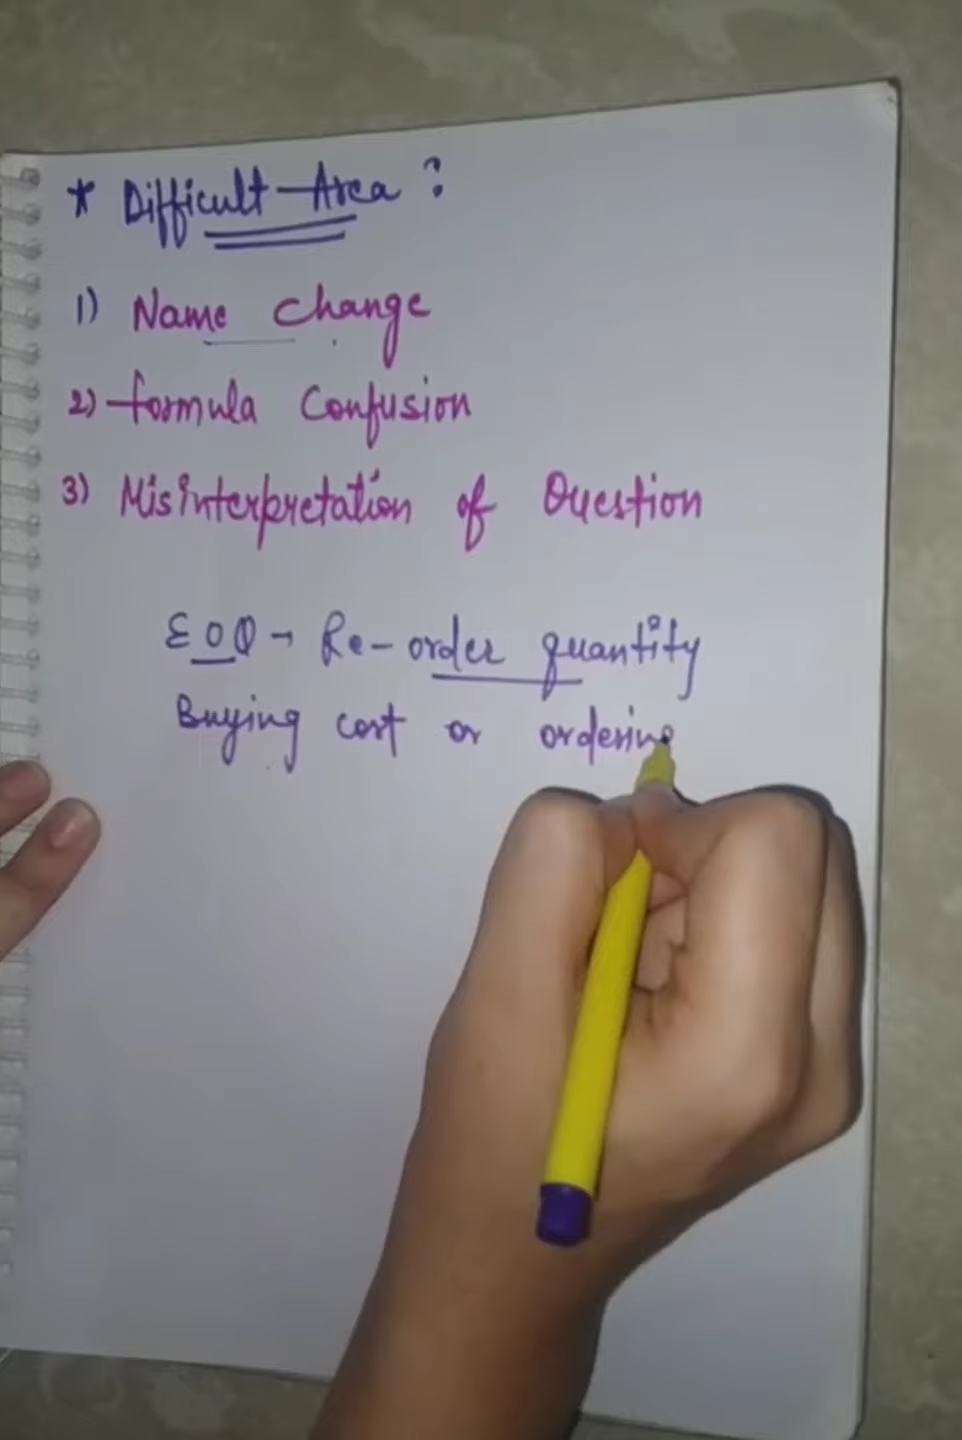 * Difficult Area :
1) Name Change
2) formula Confusion
3) Misinterpretation of Question
EOQ → Re-order quantity
Buying cost or ordering